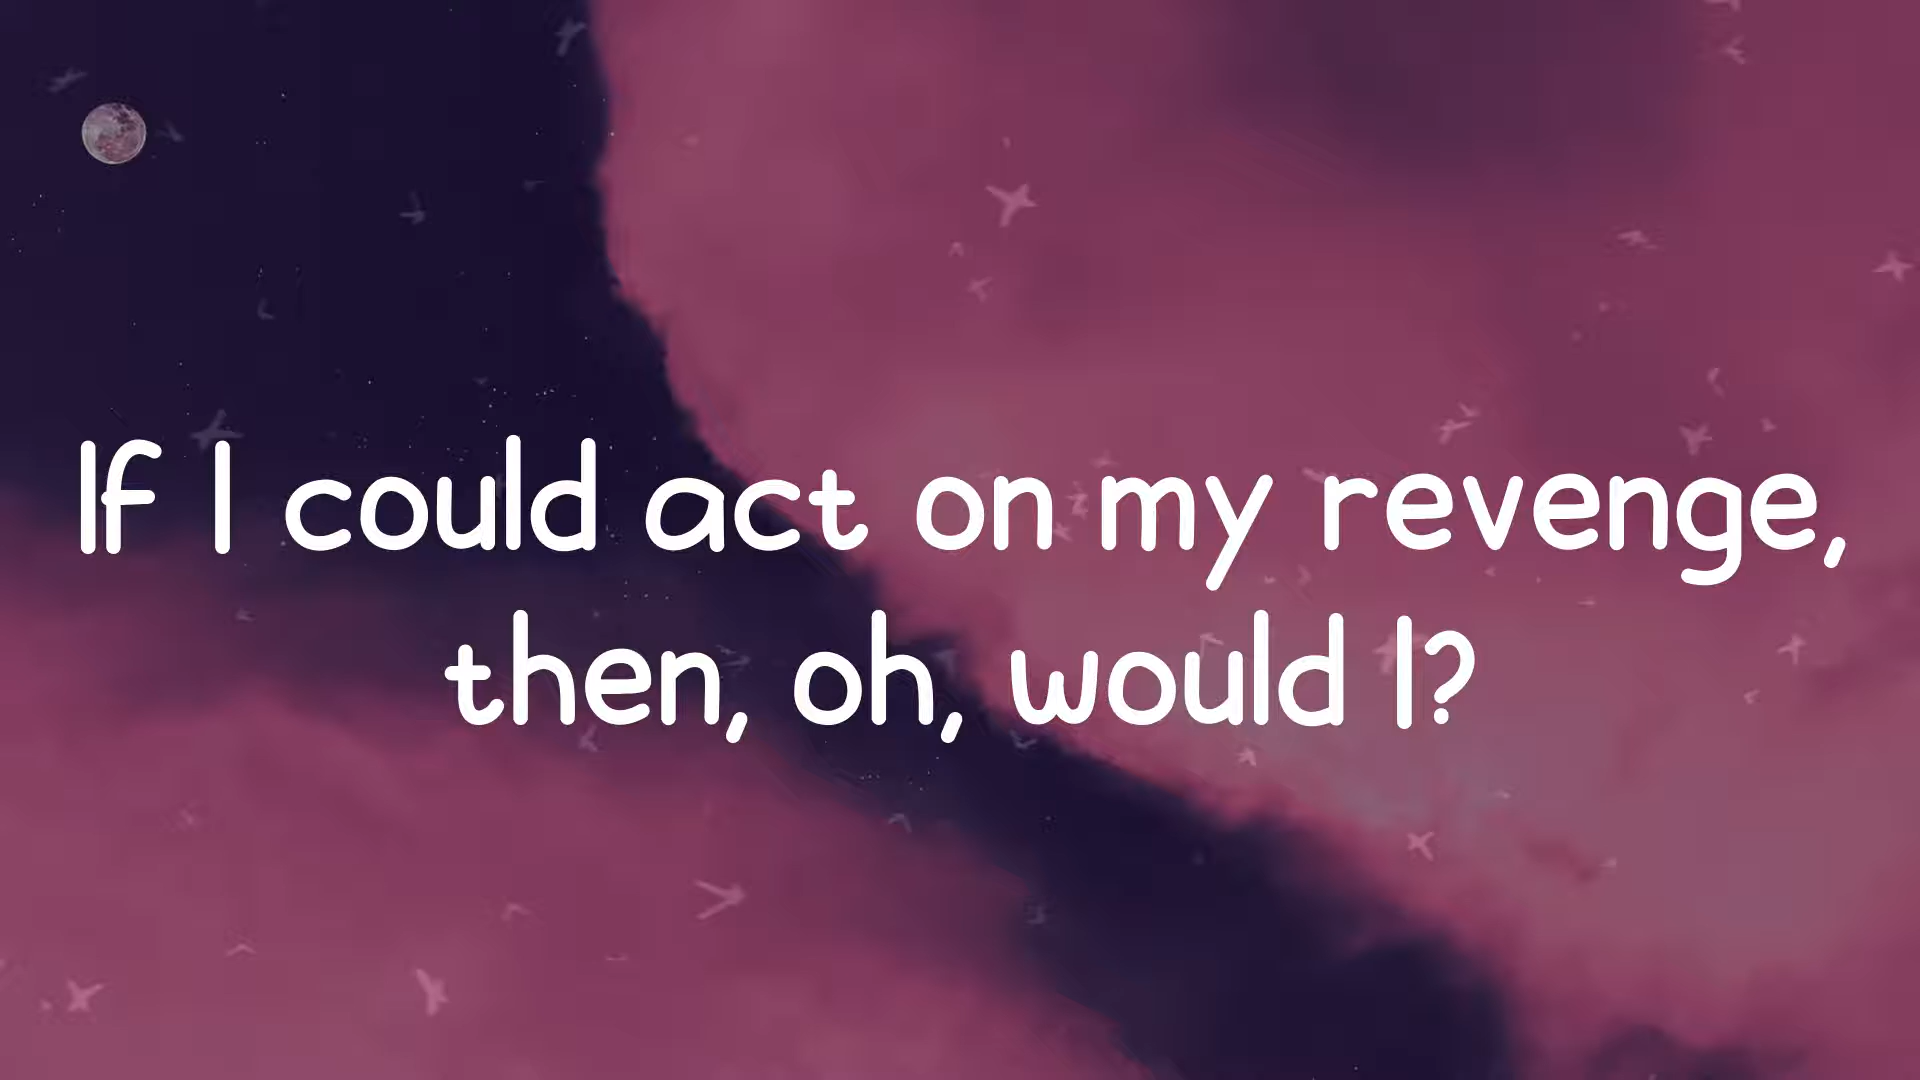 If I could act on my revenge,
then, oh, would I?